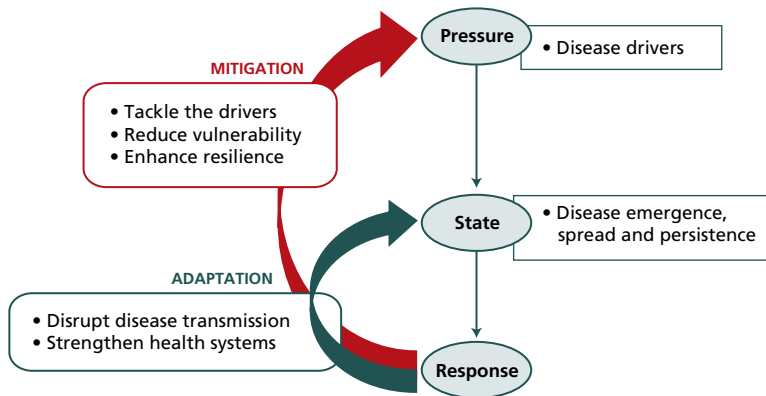 Pressure
• Disease drivers
MITIGATION
• Tackle the drivers
• Reduce vulnerability
• Enhance resilience
State
• Disease emergence,
spread and persistence
ADAPTATION
• Disrupt disease transmission
• Strengthen health systems
Response